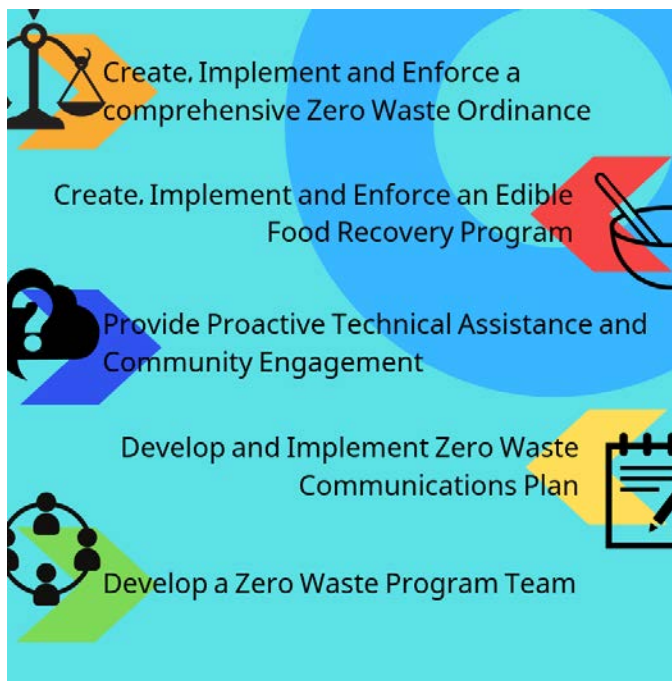 Create, Implement and Enforce a
comprehensive Zero Waste Ordinance
Create, Implement and Enforce an Edible
Food Recovery Program
Provide Proactive Technical Assistance and
Community Engagement
Develop and Implement Zero Waste
Communications Plan
Develop a Zero Waste Program Team